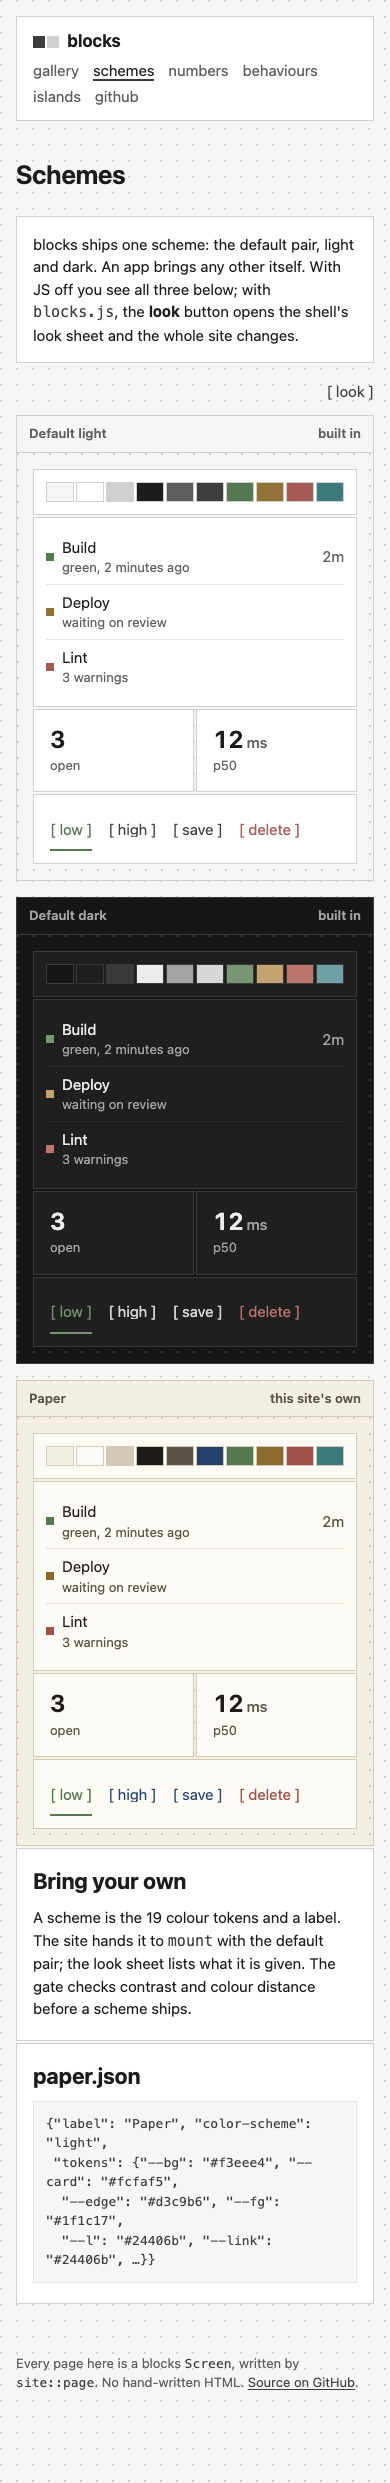 blocks
gallery schemes numbers behaviours
islands github
Schemes
blocks ships one scheme: the default pair, light
and dark. An app brings any other itself. With
JS off you see all three below; with
blocks.js, the look button opens the shell's
look sheet and the whole site changes.
[ look ]
Default light built in
Build 2m
green, 2 minutes ago
Deploy
waiting on review
Lint
3 warnings
3 12 ms
open p50
[ low ] [ high ] [ save ] [ delete ]
Default dark built in
Build 2m
green, 2 minutes ago
Deploy
waiting on review
Lint
3 warnings
3 12 ms
open p50
[ low ] [ high ] [ save ] [ delete ]
Paper this site's own
Build 2m
green, 2 minutes ago
Deploy
waiting on review
Lint
3 warnings
3 12 ms
open p50
[ low ] [ high ] [ save ] [ delete ]
Bring your own
A scheme is the 19 colour tokens and a label.
The site hands it to mount with the default
pair; the look sheet lists what it is given. The
gate checks contrast and colour distance
before a scheme ships.
paper.json
{"label": "Paper", "color-scheme":
"light",
"tokens": {"--bg": "#f3eee4", "--
card": "#fcfaf5",
"--edge": "#d3c9b6", "--fg":
"#1f1c17",
"--l": "#24406b", "--link":
"#24406b", …}}
Every page here is a blocks Screen, written by
site::page. No hand-written HTML. Source on GitHub.